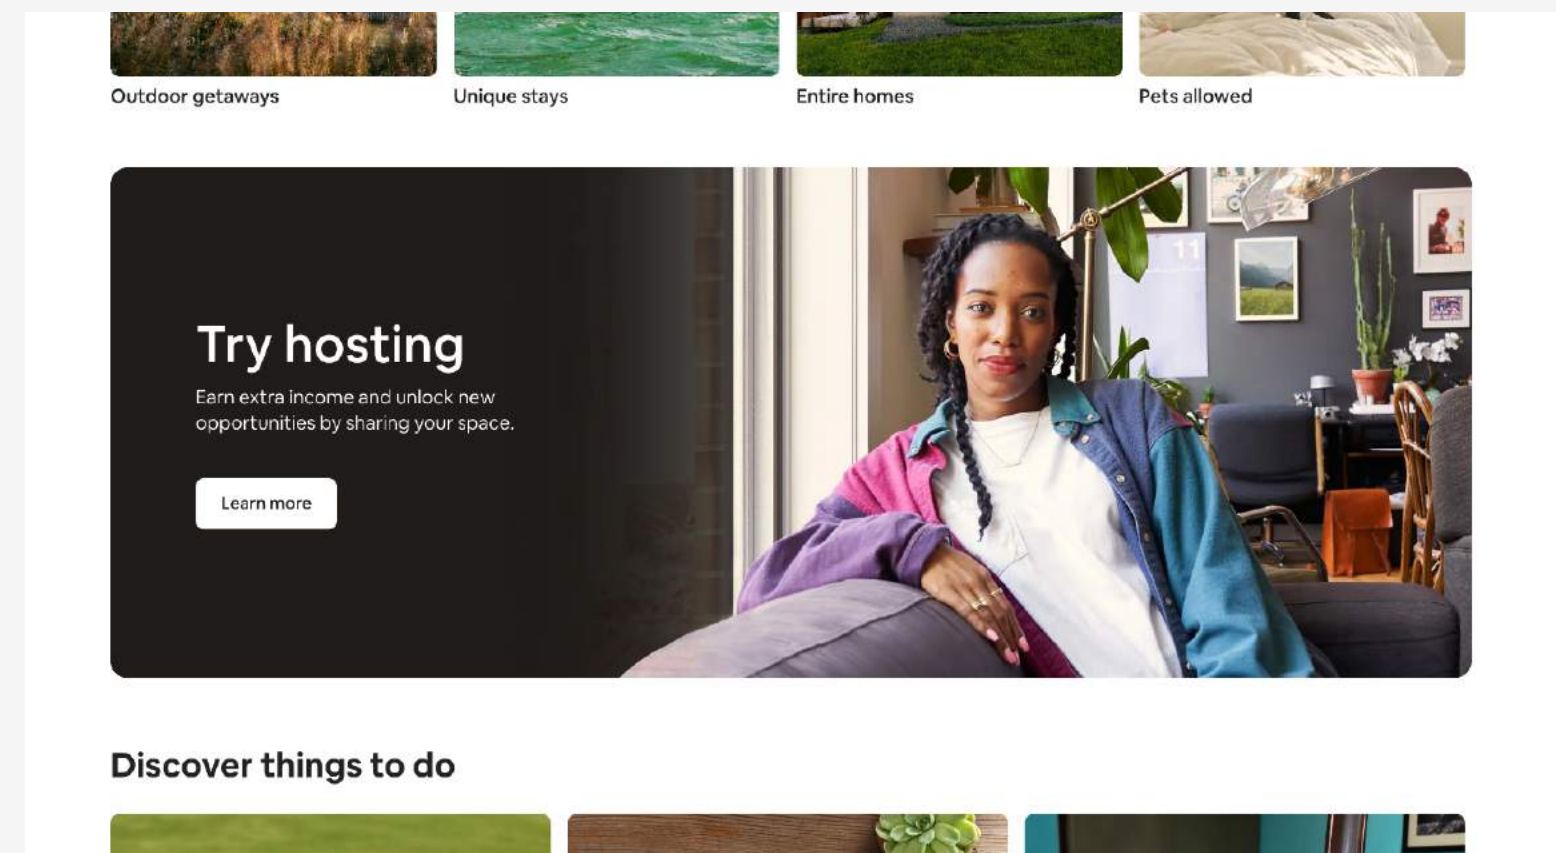 Outdoor getaways
Unique stays
Entire homes
Pets allowed
11
Try hosting
Earn extra income and unlock new
opportunities by sharing your space.
Learn more
Discover things to do